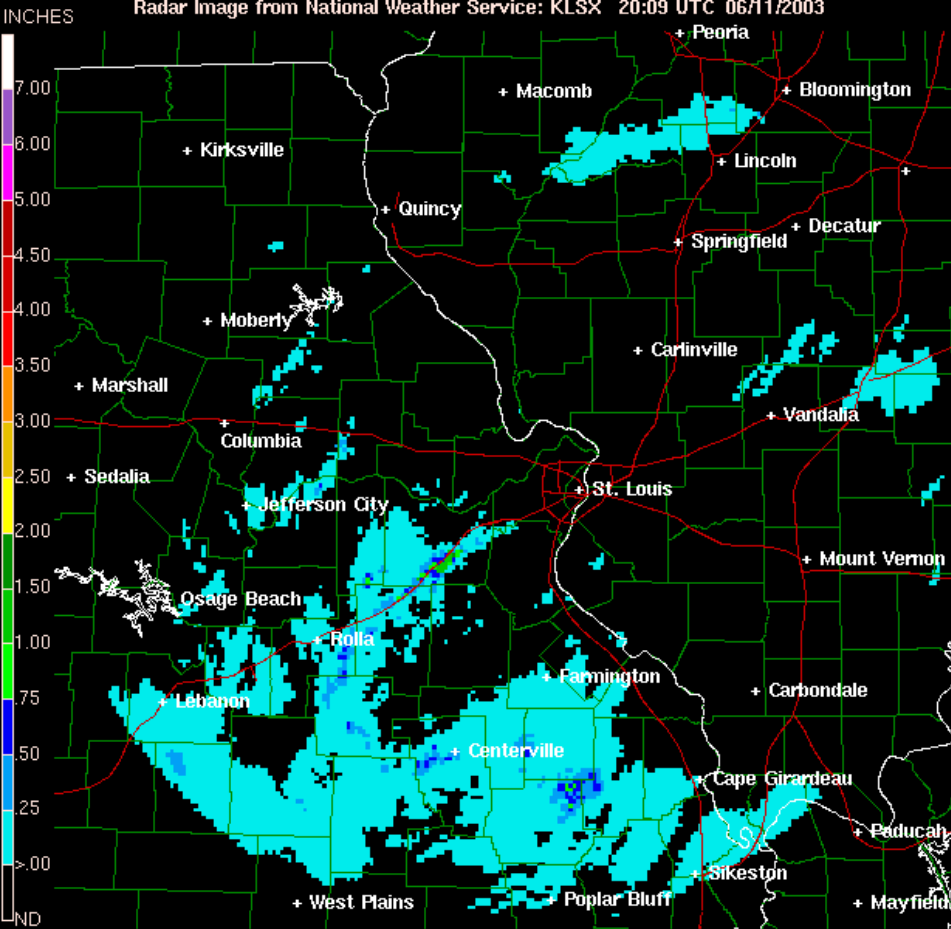 Radar Image from National Weather Service: KLSX 20:09 UTC 06/11/2003
INCHES
Peoria
7.00
Macomb
Bloomington
6.00
Kirksville
Lincoln
5.00
Quincy
Decatur
Springfield
4.50
4.00
Moberly
Carlinville
3.50
Marshall
Vandalia
3.00
Columbia
2.50
Sedalia
St. Louis
Jefferson City
2.00
Mount Vernon
1.50
Osage Beach
1.00
Rolla
Farmington
.75
Lebanon
Carbondale
.50
Centerville
Cape Girardeau
.25
Paducah
>.00
Sikeston
West Plains
Poplar Bluff
Mayfield
ND